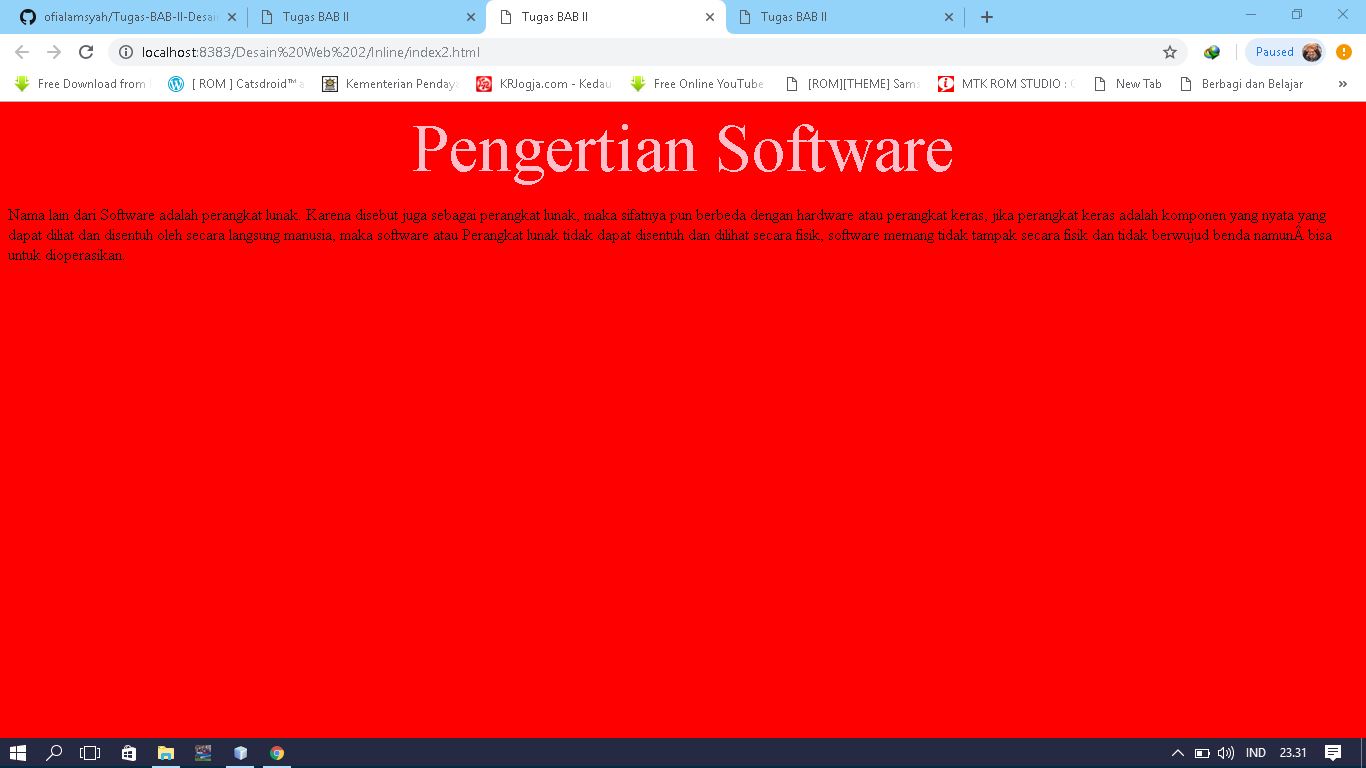 ofialamsyah/Tugas-BAB-II-Desain
Tugas BAB II
Tugas BAB II
Tugas BAB II
localhost:8383/Desain%20Web%202/Inline/index2.html
Paused
Free Download from
[ ROM ] Catsdroid™
Kementerian Penday
KRJogja.com - Kedau
Free Online YouTube
[ROM][THEME] Sams
MTK ROM STUDIO :
New Tab
Berbagi dan Belajar
»
Pengertian Software
Nama lain dari Software adalah perangkat lunak. Karena disebut juga sebagai perangkat lunak, maka sifatnya pun berbeda dengan hardware atau perangkat keras, jika perangkat keras adalah komponen yang nyata yang
dapat diliat dan disentuh oleh secara langsung manusia, maka software atau Perangkat lunak tidak dapat disentuh dan dilihat secara fisik, software memang tidak tampak secara fisik dan tidak berwujud benda namunÂ bisa
untuk dioperasikan.
IND
23.31